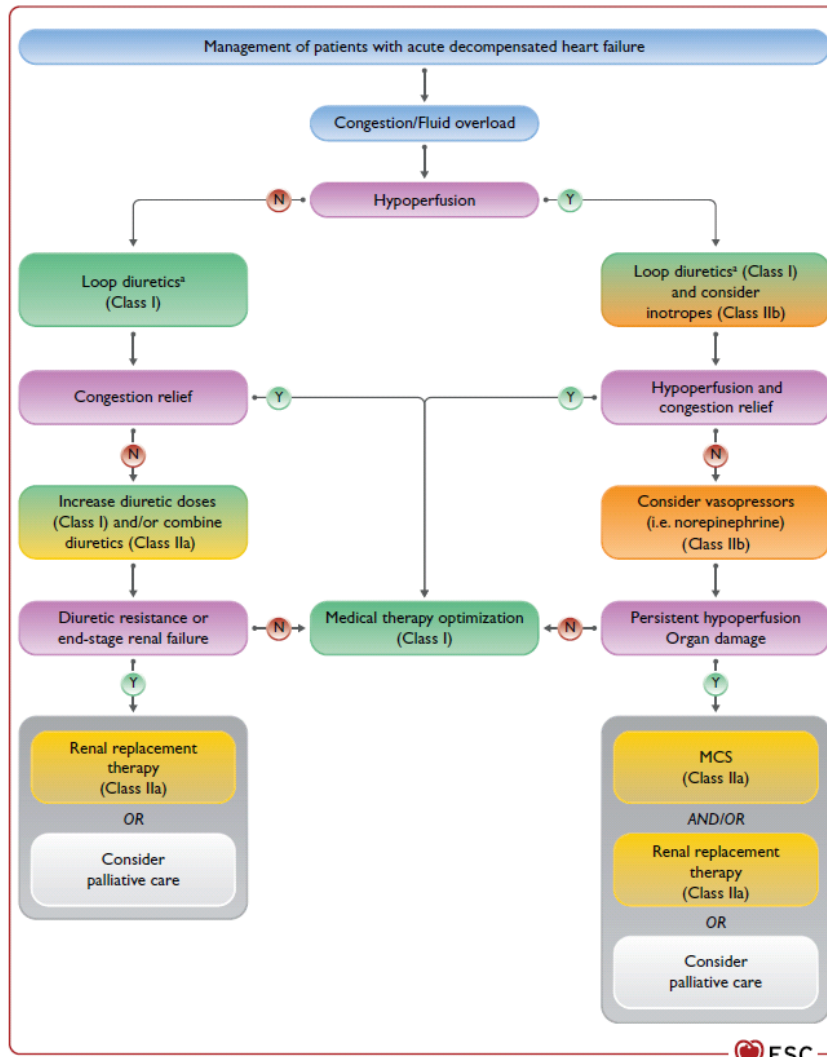 Management of patients with acute decompensated heart failure
Congestion/Fluid overload
N
Hypoperfusion
Y
Loop diureticsᵃ
(Class I)
Loop diureticsᵃ (Class I)
and consider
inotropes (Class IIb)
Congestion relief
Y
Y
Hypoperfusion and
congestion relief
N
N
Increase diuretic doses
(Class I) and/or combine
diuretics (Class IIa)
Consider vasopressors
(i.e. norepinephrine)
(Class IIb)
Diuretic resistance or
end-stage renal failure
N
Medical therapy optimization
(Class I)
N
Persistent hypoperfusion
Organ damage
Y
Y
Renal replacement
therapy
(Class IIa)
OR
Consider
palliative care
MCS
(Class IIa)
AND/OR
Renal replacement
therapy
(Class IIa)
OR
Consider
palliative care
ESC